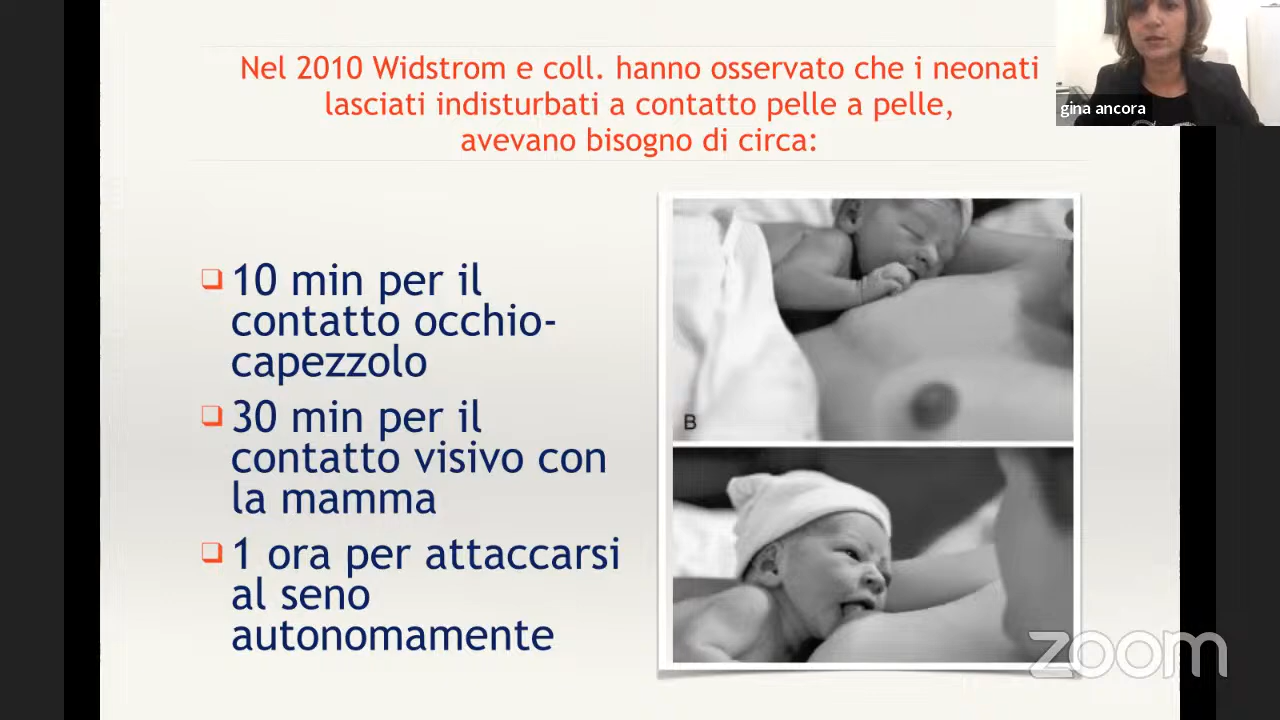 Nel 2010 Widstrom e coll. hanno osservato che i neonati
lasciati indisturbati a contatto pelle a pelle,
avevano bisogno di circa:
gina ancora
10 min per il
contatto occhio-
capezzolo
30 min per il
contatto visivo con
la mamma
1 ora per attaccarsi
al seno
autonomamente
B
zoom